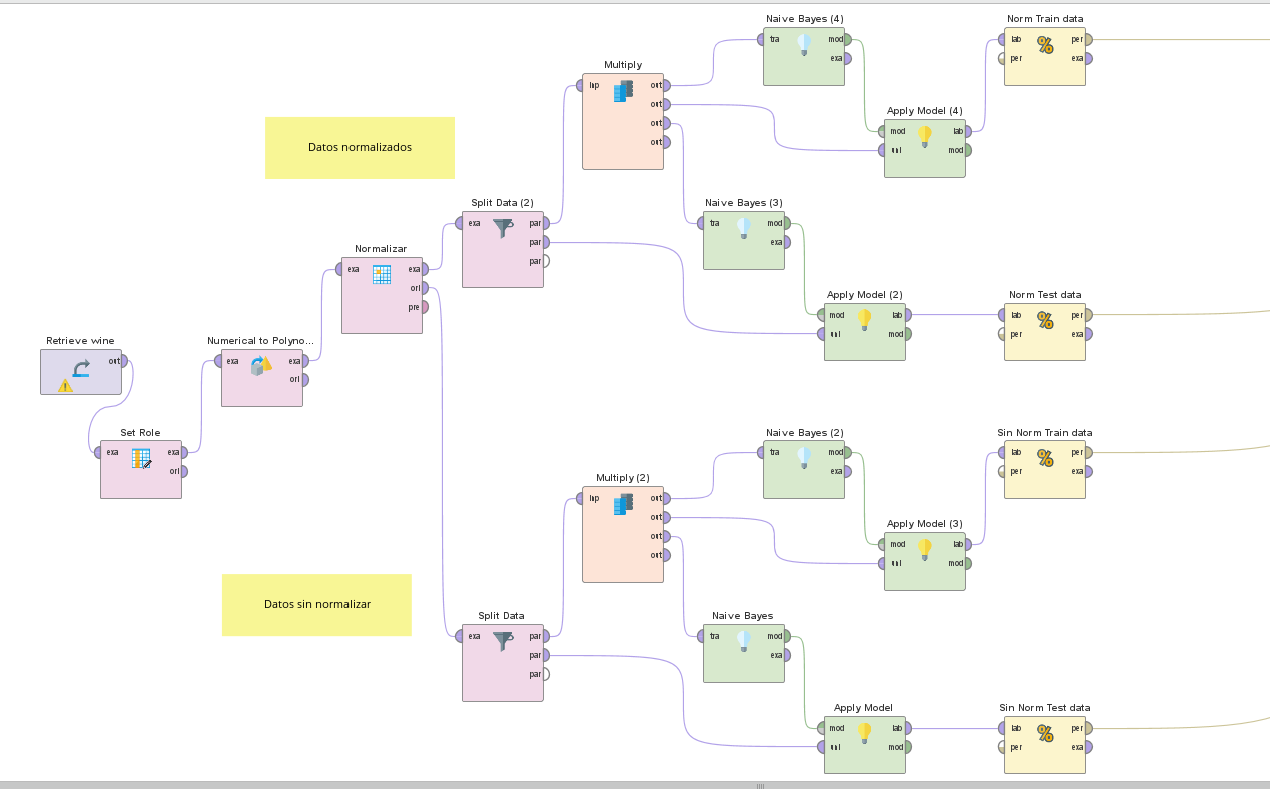 Naive Bayes (4)
tra mod
exa
Norm Train data
lab per
per exa
Multiply
inp out
out
out
out
Apply Model (4)
mod lab
unl mod
Datos normalizados
Split Data (2)
exa par
par
par
Naive Bayes (3)
tra mod
exa
Normalizar
exa exa
ori
pre
Apply Model (2)
mod lab
unl mod
Norm Test data
lab per
per exa
Retrieve wine
out
Numerical to Polyno...
exa exa
ori
Set Role
exa exa
ori
Naive Bayes (2)
tra mod
exa
Sin Norm Train data
lab per
per exa
Multiply (2)
inp out
out
out
out
Apply Model (3)
mod lab
unl mod
Datos sin normalizar
Split Data
exa par
par
par
Naive Bayes
tra mod
exa
Apply Model
mod lab
unl mod
Sin Norm Test data
lab per
per exa